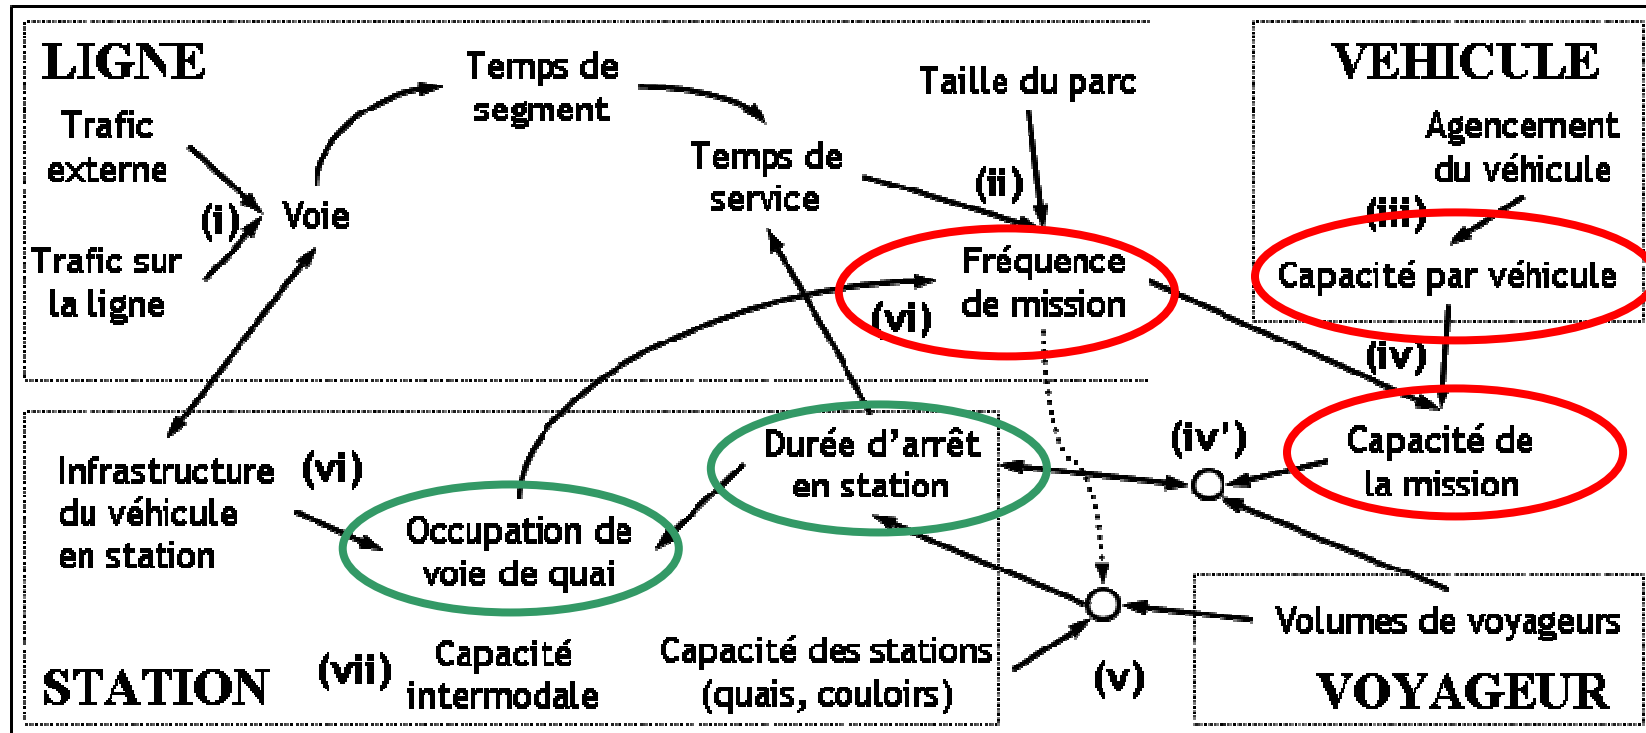 LIGNE
Temps de
segment
Taille du parc
VEHICULE
Trafic
externe
Agencement
du véhicule
Temps de
service
(ii)
(iii)
(i)
Voie
Trafic sur
la ligne
Fréquence
de mission
Capacité par véhicule
(vi)
(iv)
Durée d'arrêt
en station
(iv')
Capacité de
la mission
Infrastructure
du véhicule
en station
(vi)
Occupation de
voie de quai
Volumes de voyageurs
(vii)
Capacité
intermodale
Capacité des stations
(quais, couloirs)
(v)
STATION
VOYAGEUR